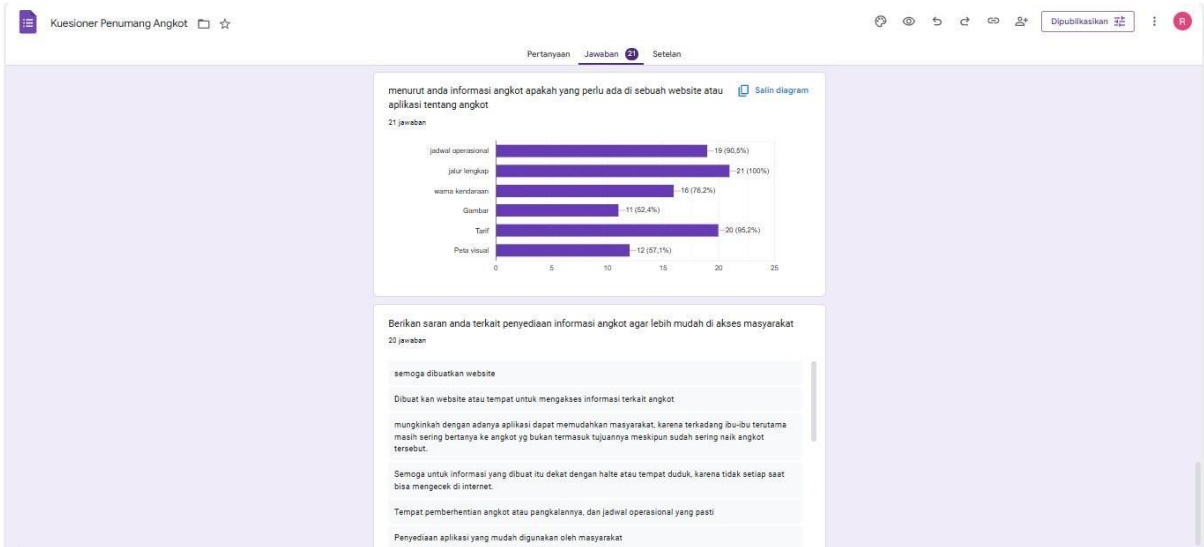 Kuesioner Penumang Angkot
Dipublikasikan
R
Pertanyaan Jawaban 21 Setelan
menurut anda informasi angkot apakah yang perlu ada di sebuah website atau
aplikasi tentang angkot
Salin diagram
21 jawaban
jadwal operasional 19 (90,5%)
jalur lengkap 21 (100%)
warna kendaraan 16 (76,2%)
Gambar 11 (52,4%)
Tarif 20 (95,2%)
Peta visual 12 (57,1%)
0 5 10 15 20 25
Berikan saran anda terkait penyediaan informasi angkot agar lebih mudah di akses masyarakat
20 jawaban
semoga dibuatkan website
Dibuat kan website atau tempat untuk mengakses informasi terkait angkot
mungkinkah dengan adanya aplikasi dapat memudahkan masyarakat, karena terkadang ibu-ibu terutama
masih sering bertanya ke angkot yg bukan termasuk tujuannya meskipun sudah sering naik angkot
tersebut.
Semoga untuk informasi yang dibuat itu dekat dengan halte atau tempat duduk, karena tidak setiap saat
bisa mengecek di internet.
Tempat pemberhentian angkot atau pangkalannya, dan jadwal operasional yang pasti
Penyediaan aplikasi yang mudah digunakan oleh masyarakat